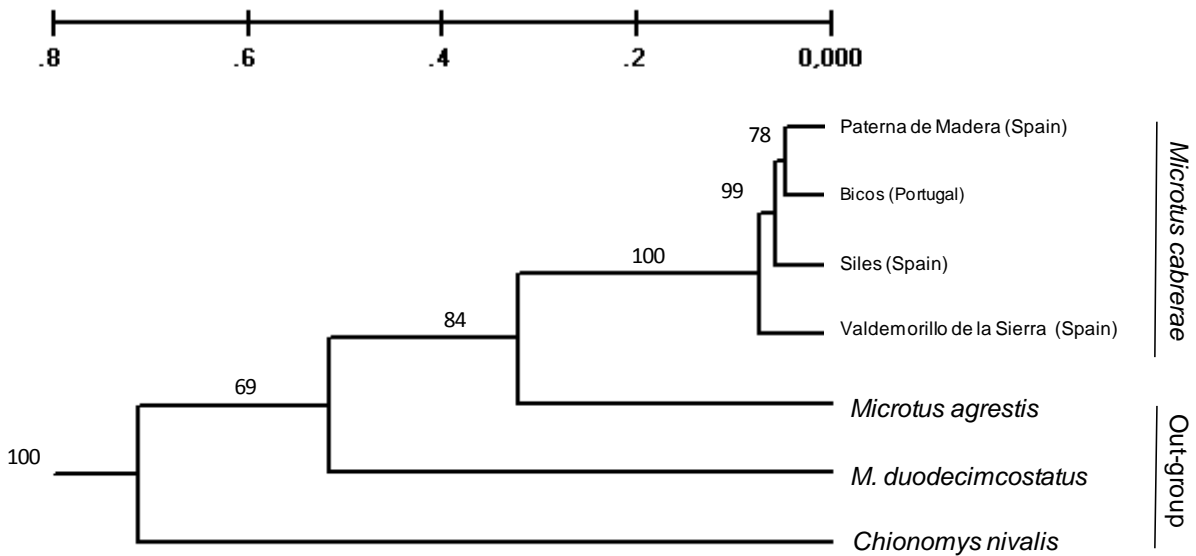 .8 .6 .4 .2 0,000
78 Paterna de Madera (Spain)
99 Bicos (Portugal)
100 Siles (Spain)
84 Valdemorillo de la Sierra (Spain)
Microtus cabrerae
69 Microtus agrestis
100 M. duodecimcostatus
Chionomys nivalis
Out-group